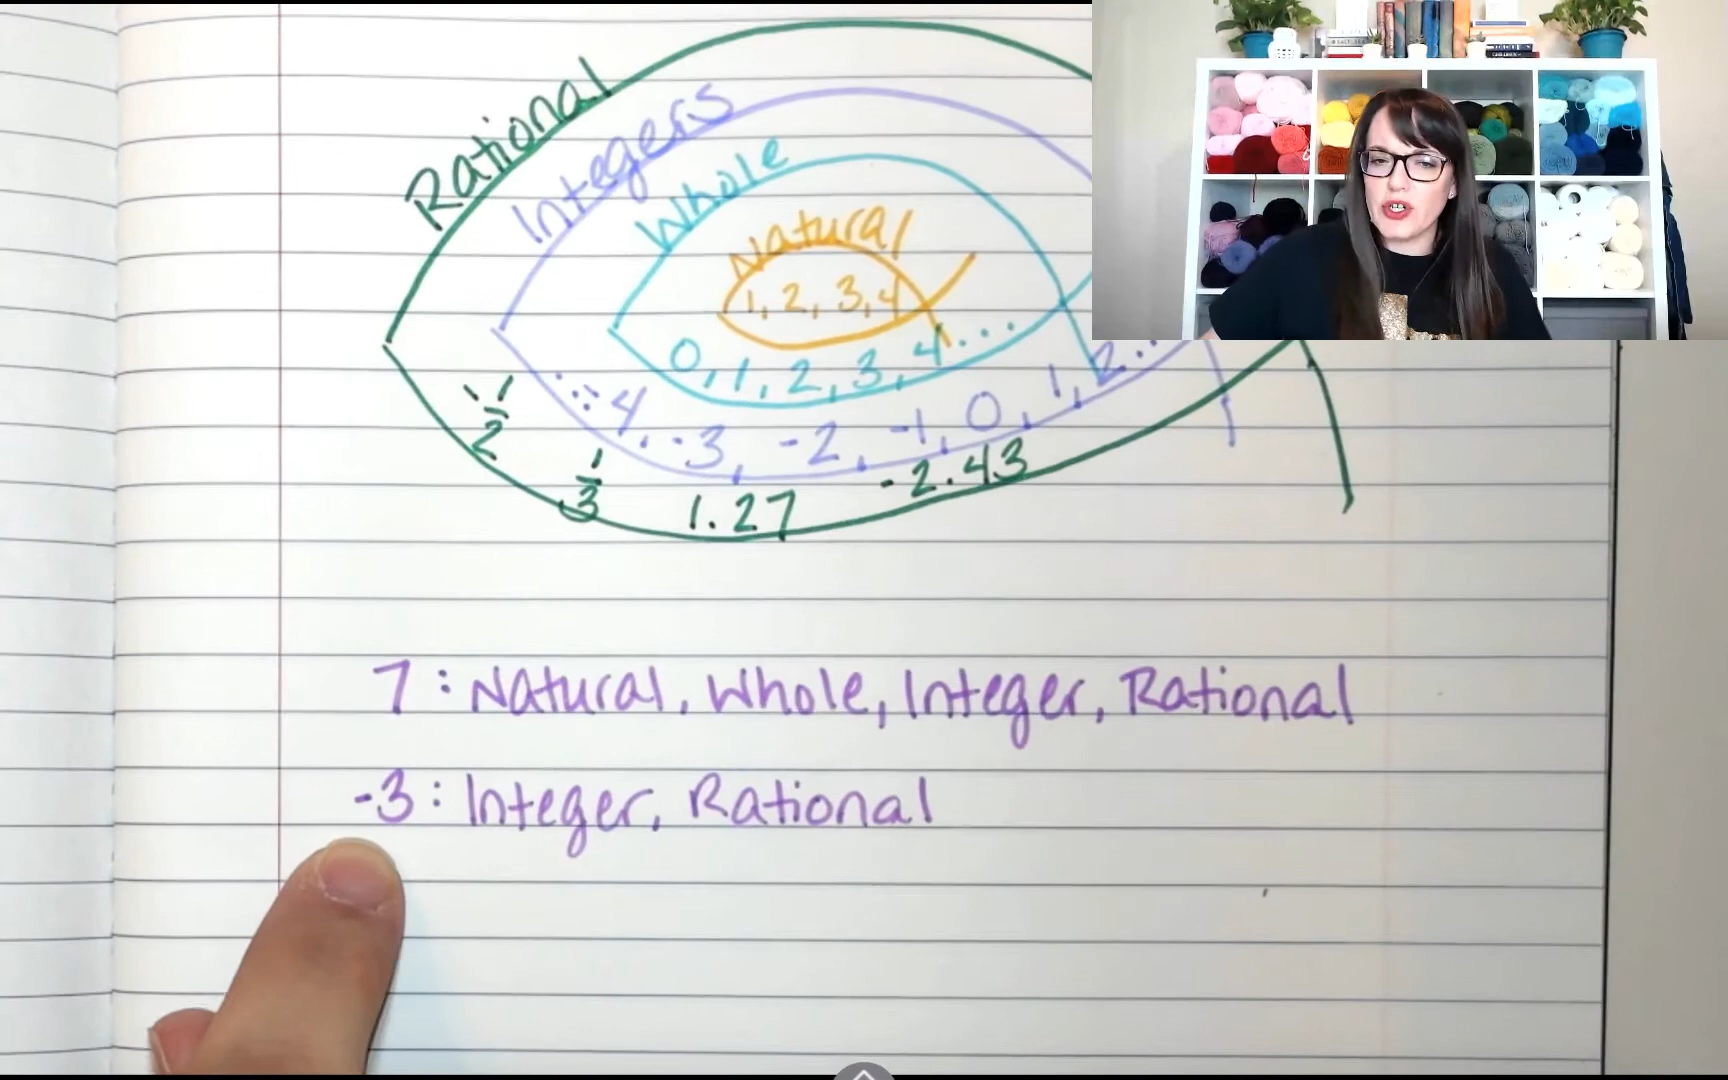 Rational
Integers
Whole
Natural
1, 2, 3, 4
0, 1, 2, 3, 4...
...-4, -3, -2, -1, 0, 1, 2...
-1/2
1/3
1.27
-2.43
7: Natural, Whole, Integer, Rational
-3: Integer, Rational